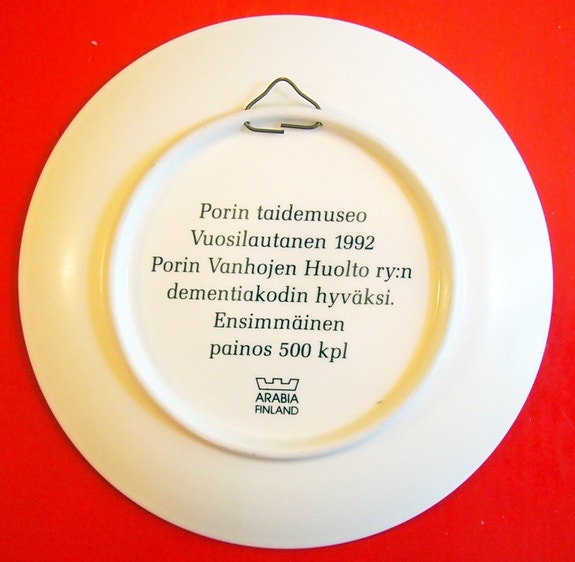 Porin taidemuseo
Vuosilautanen 1992
Porin Vanhojen Huolto ry:n
dementiakodin hyväksi.
Ensimmäinen
painos 500 kpl
ARABIA
FINLAND